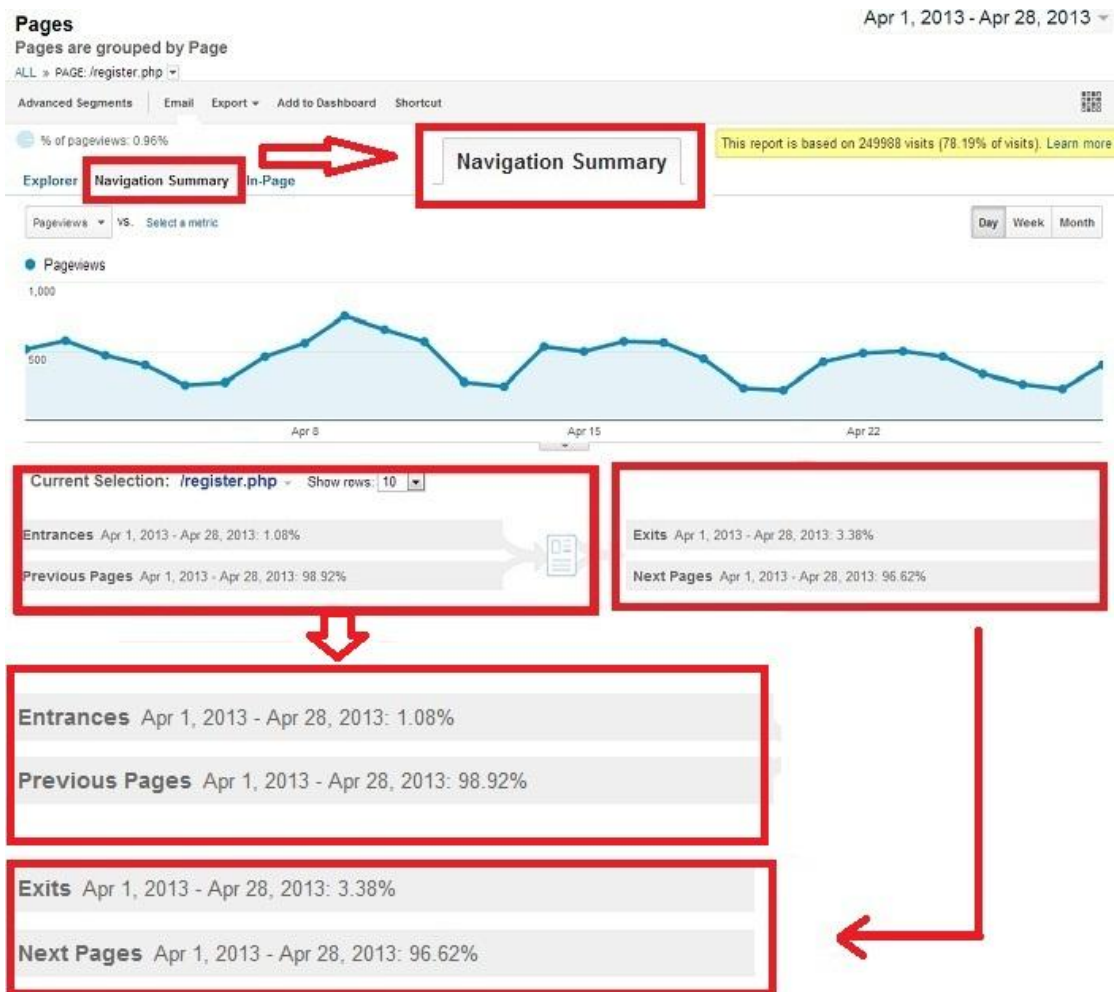 Pages
Apr 1, 2013 - Apr 28, 2013
Pages are grouped by Page
ALL » PAGE: /register.php
Advanced Segments Email Export Add to Dashboard Shortcut
% of pageviews: 0.96%
This report is based on 249988 visits (78.19% of visits). Learn more
Explorer Navigation Summary In-Page
Navigation Summary
Pageviews VS. Select a metric
Day Week Month
Pageviews
1,000
500
Apr 8 Apr 15 Apr 22
Current Selection: /register.php Show rows: 10
Entrances Apr 1, 2013 - Apr 28, 2013: 1.08%
Previous Pages Apr 1, 2013 - Apr 28, 2013: 98.92%
Exits Apr 1, 2013 - Apr 28, 2013: 3.38%
Next Pages Apr 1, 2013 - Apr 28, 2013: 96.62%
Entrances Apr 1, 2013 - Apr 28, 2013: 1.08%
Previous Pages Apr 1, 2013 - Apr 28, 2013: 98.92%
Exits Apr 1, 2013 - Apr 28, 2013: 3.38%
Next Pages Apr 1, 2013 - Apr 28, 2013: 96.62%